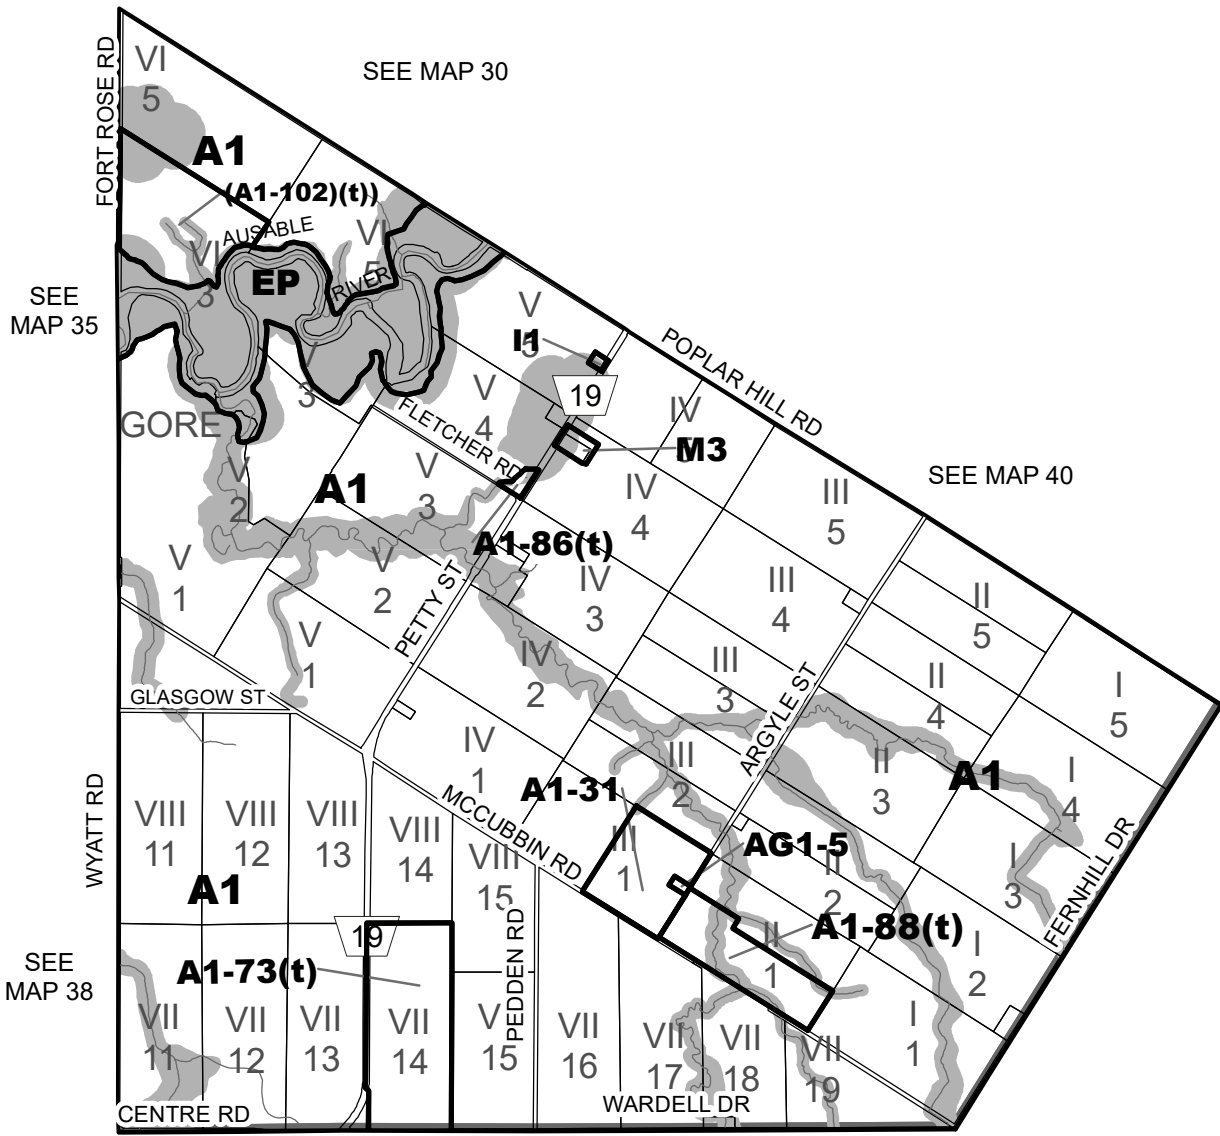 FORT ROSE RD
VI
5
SEE MAP 30
A1
(A1-102)(t))
AUSABLE
VI
3
VI
5
EP
RIVER
SEE
MAP 35
V
5
I1
19
POPLAR HILL RD
V
3
GORE
V
4
FLETCHER RD
IV
M3
SEE MAP 40
V
2
A1
V
3
IV
4
III
5
A1-86(t)
V
1
V
2
PETTY ST
IV
3
III
4
II
5
V
1
IV
2
III
3
ARGYLE ST
II
4
I
5
GLASGOW ST
IV
1
III
2
II
3
A1
I
4
WYATT RD
VIII
11
VIII
12
VIII
13
VIII
14
VIII
15
MCCUBBIN RD
A1-31
III
1
AG1-5
II
2
I
3
FERNHILL DR
A1
19
PEDDEN RD
A1-88(t)
II
1
I
2
SEE
MAP 38
A1-73(t)
VII
11
VII
12
VII
13
VII
14
V
15
VII
16
VII
17
VII
18
VII
19
I
1
CENTRE RD
WARDELL DR